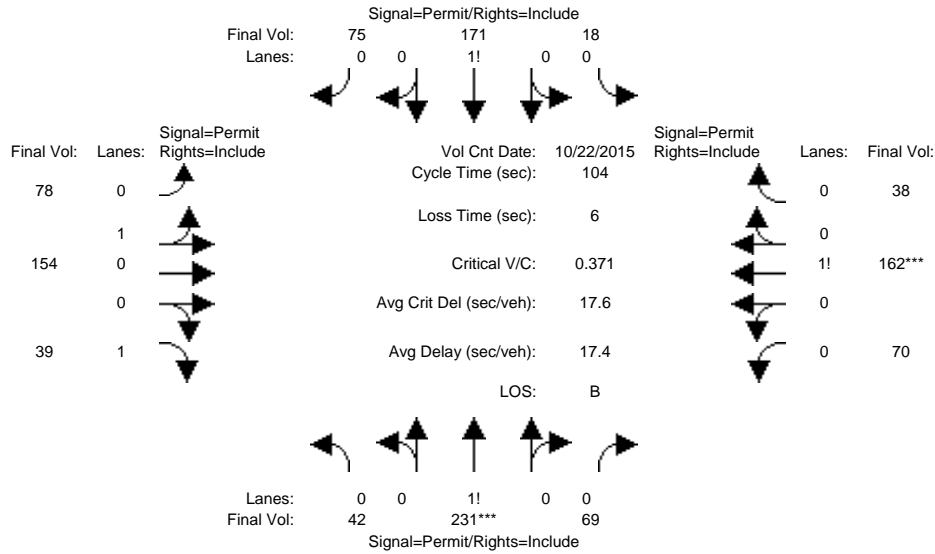 Signal=Permit/Rights=Include
Final Vol: 75 171 18
Lanes: 0 0 1! 0 0
Signal=Permit Signal=Permit
Final Vol: Lanes: Rights=Include Vol Cnt Date: 10/22/2015 Rights=Include Lanes: Final Vol:
Cycle Time (sec): 104
78 0 0 38
Loss Time (sec): 6
1 0
154 0 Critical V/C: 0.371 1! 162***
0 Avg Crit Del (sec/veh): 17.6 0
39 1 Avg Delay (sec/veh): 17.4 0 70
LOS: B
Lanes: 0 0 1! 0 0
Final Vol: 42 231*** 69
Signal=Permit/Rights=Include